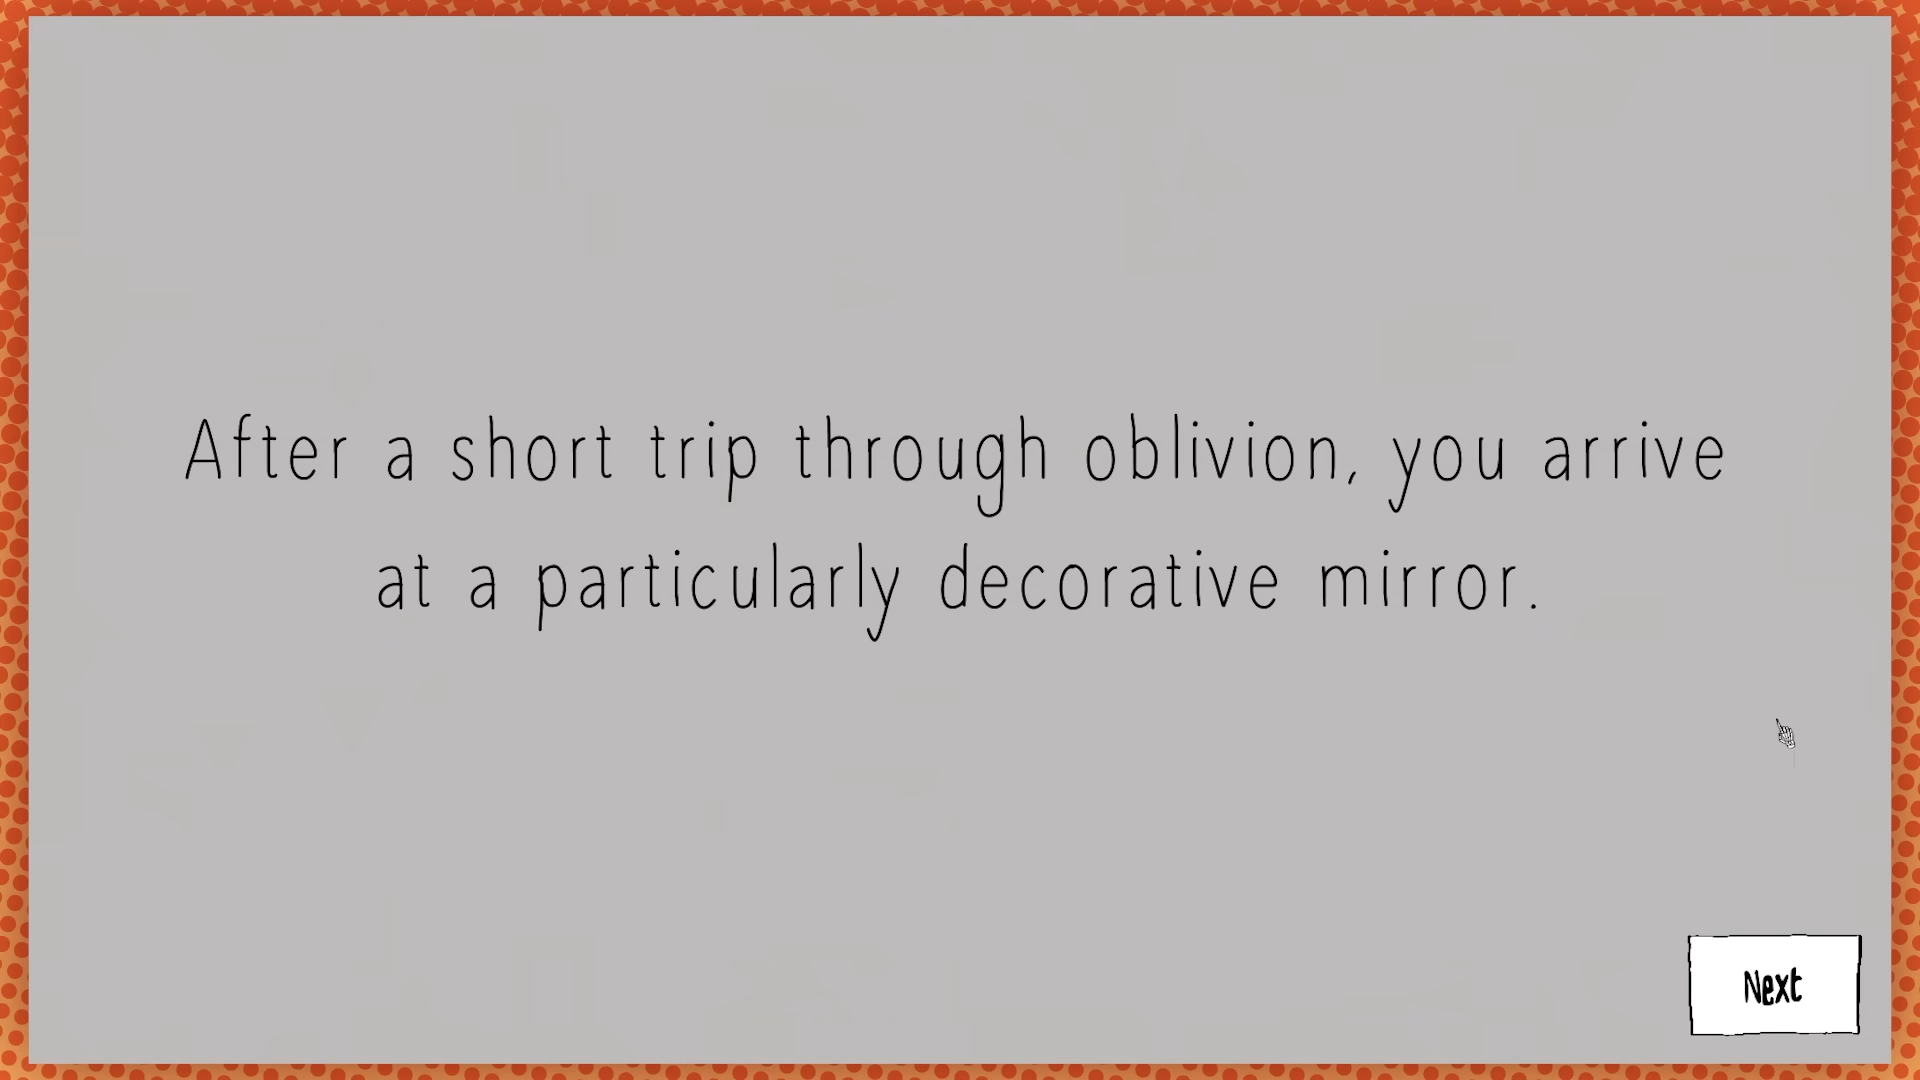 After a short trip through oblivion, you arrive
at a particularly decorative mirror.
Next